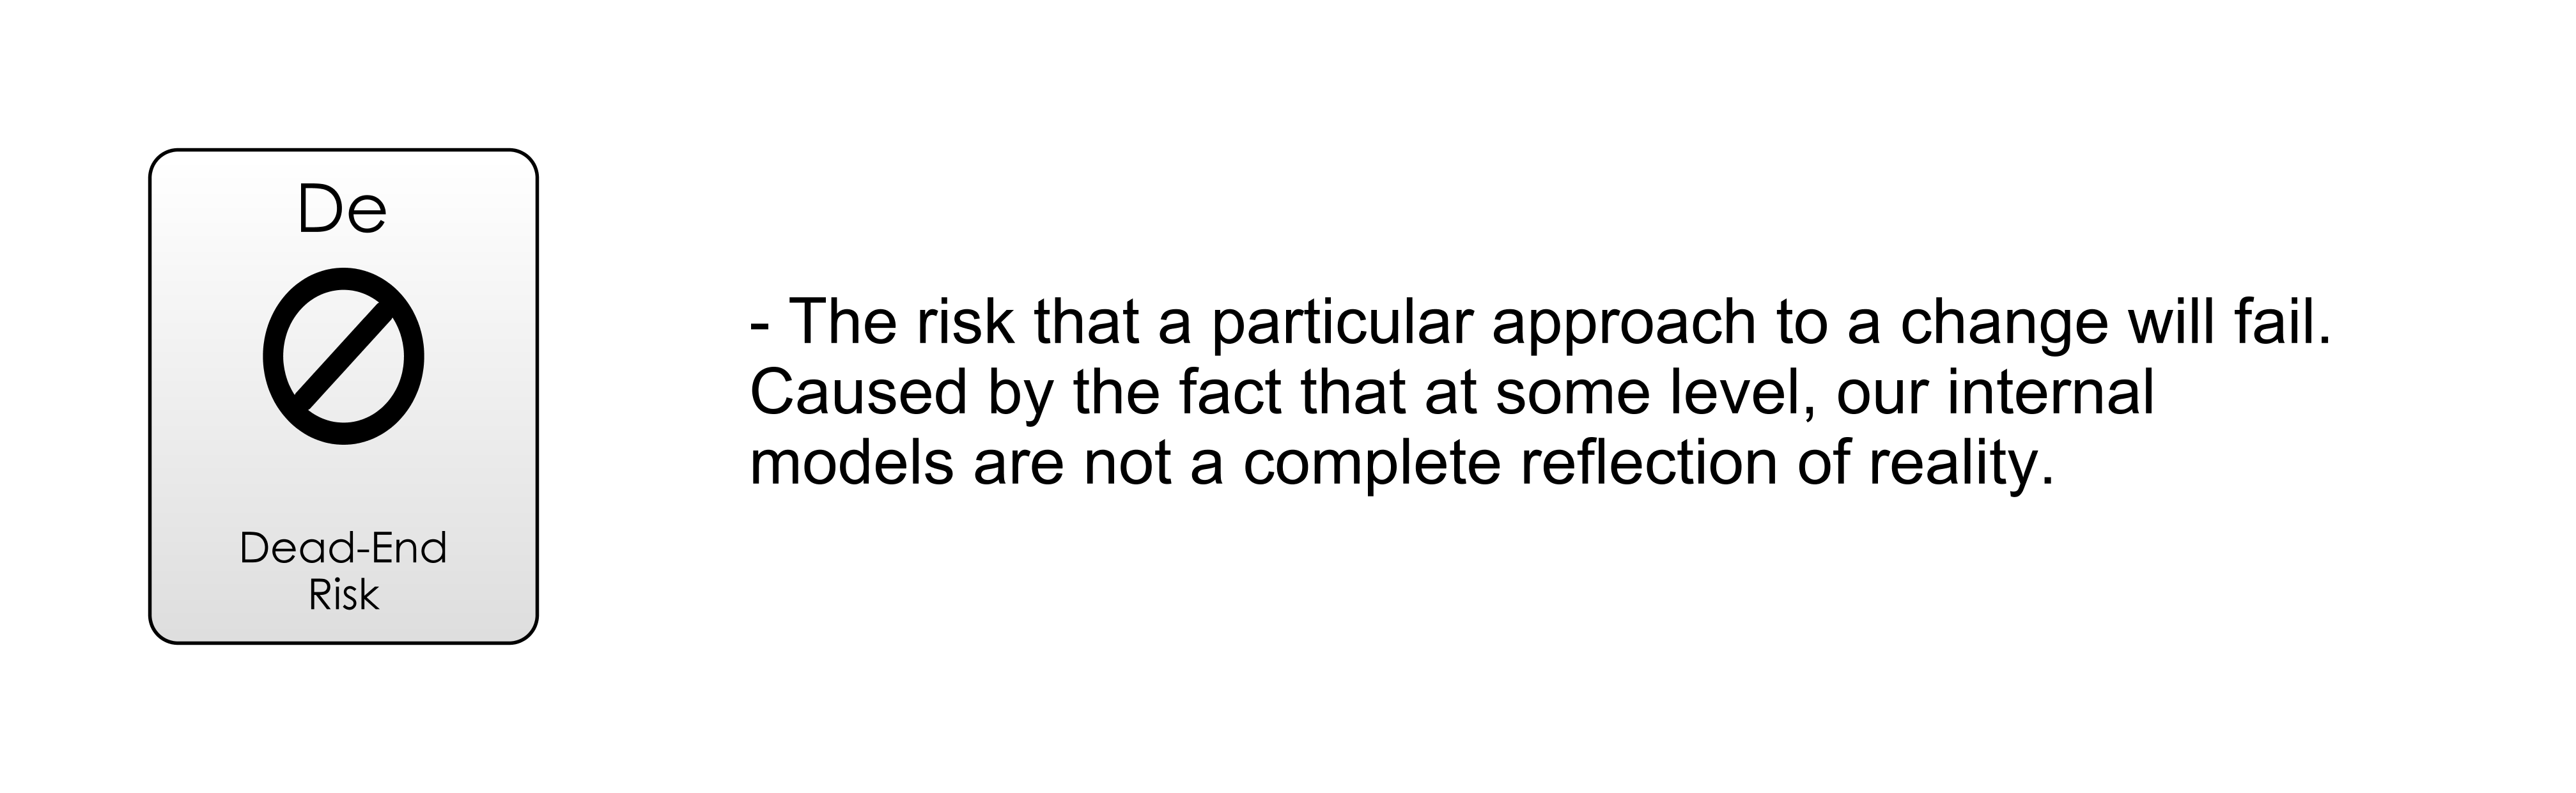 De
Dead-End
Risk
- The risk that a particular approach to a change will fail.
Caused by the fact that at some level, our internal
models are not a complete reflection of reality.